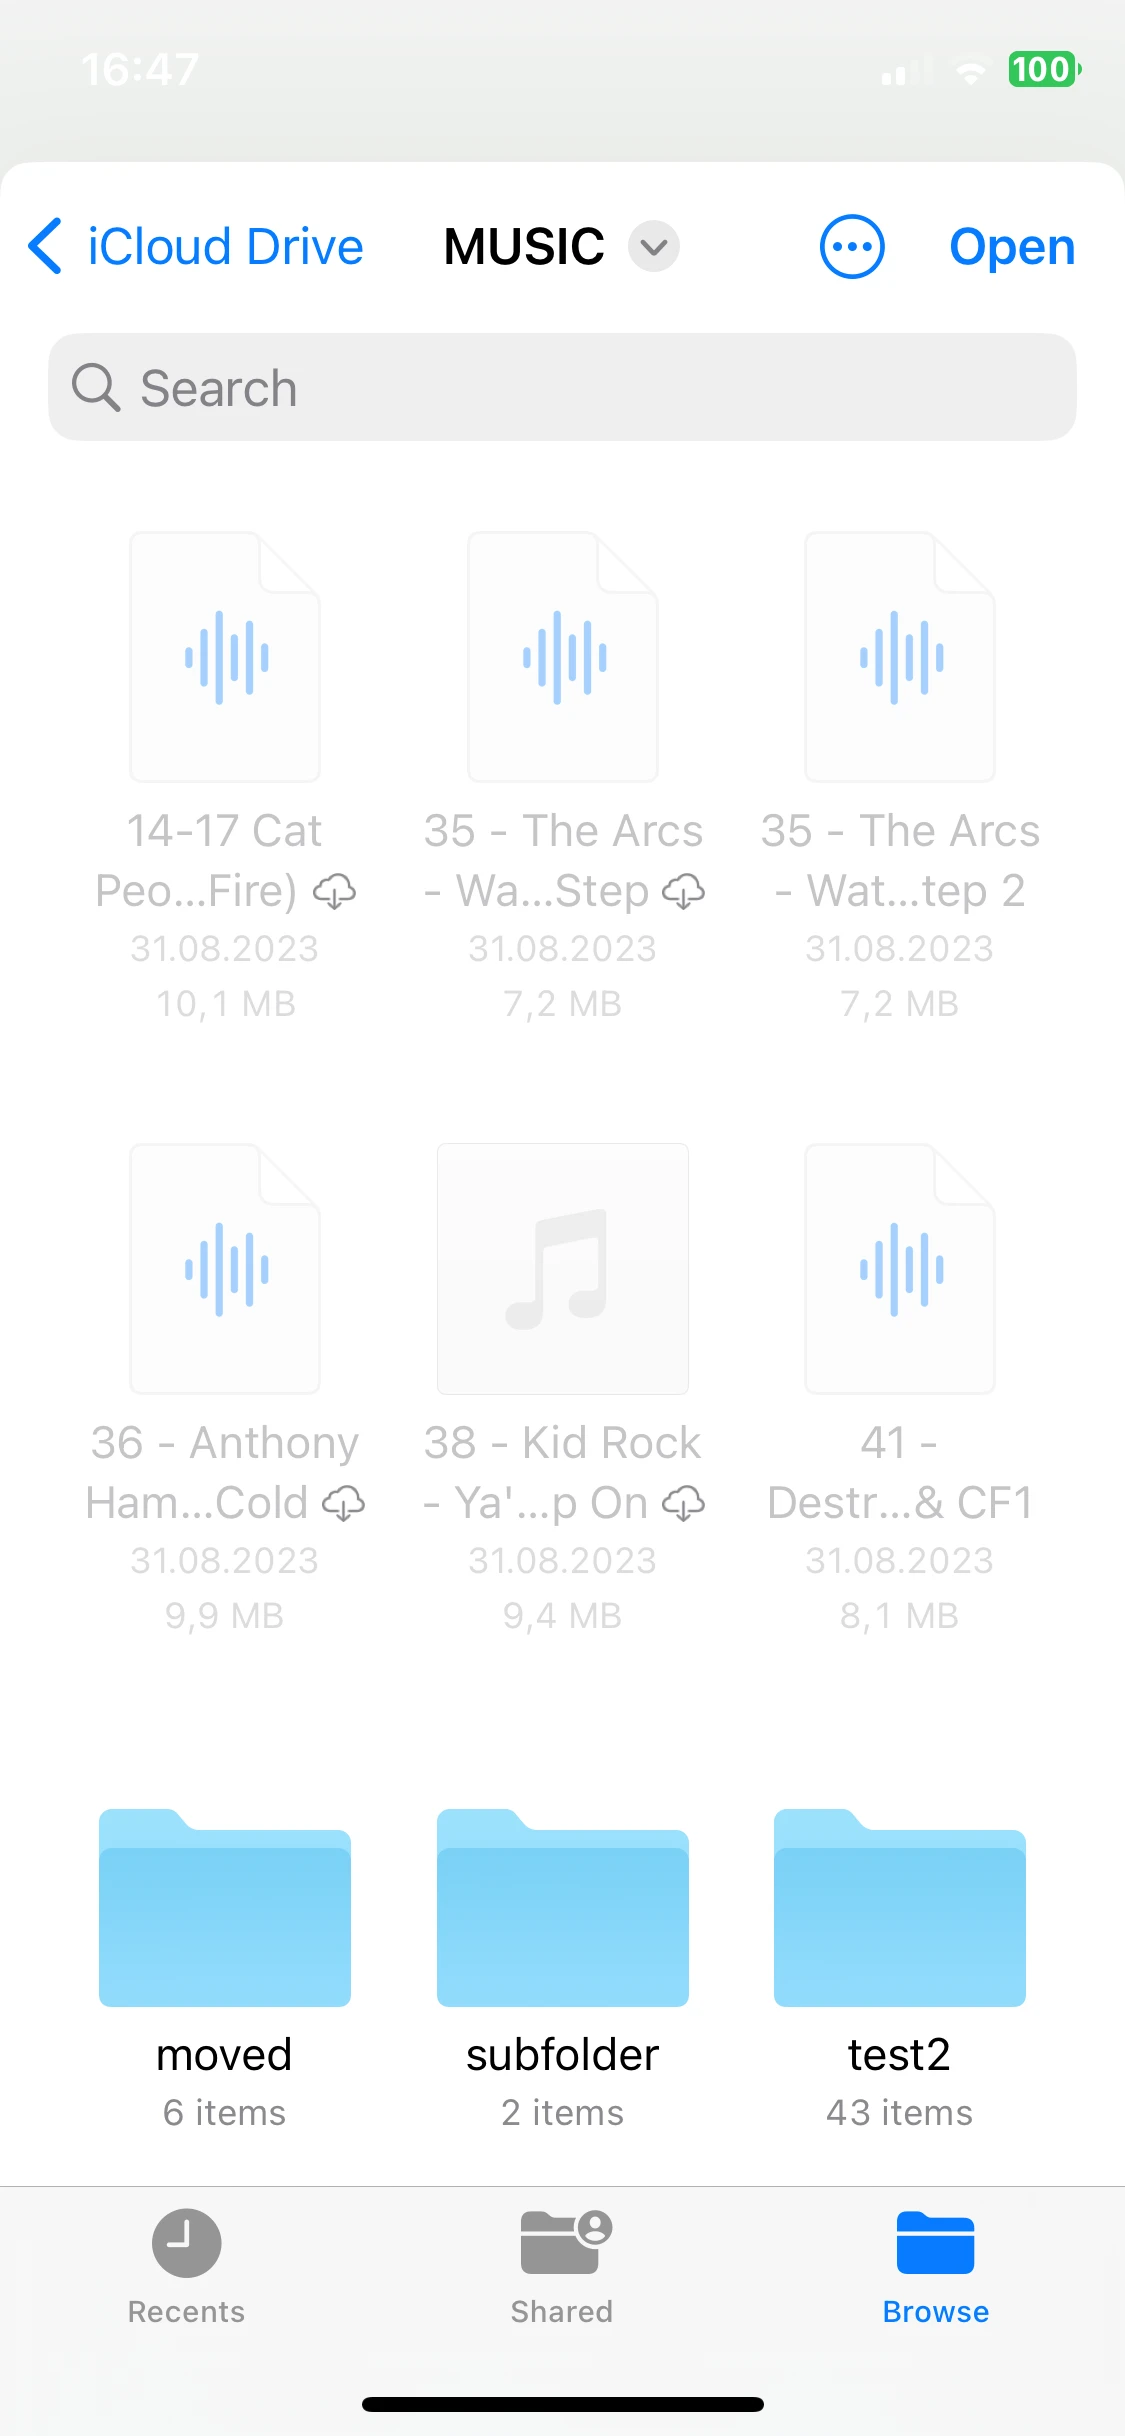 16:47
100
iCloud Drive
MUSIC
Open
Search
14-17 Cat
Peo...Fire)
31.08.2023
10,1 MB
35 - The Arcs
- Wa...Step
31.08.2023
7,2 MB
35 - The Arcs
- Wat...tep 2
31.08.2023
7,2 MB
36 - Anthony
Ham...Cold
31.08.2023
9,9 MB
38 - Kid Rock
- Ya'...p On
31.08.2023
9,4 MB
41 -
Destr...& CF1
31.08.2023
8,1 MB
moved
6 items
subfolder
2 items
test2
43 items
Recents
Shared
Browse